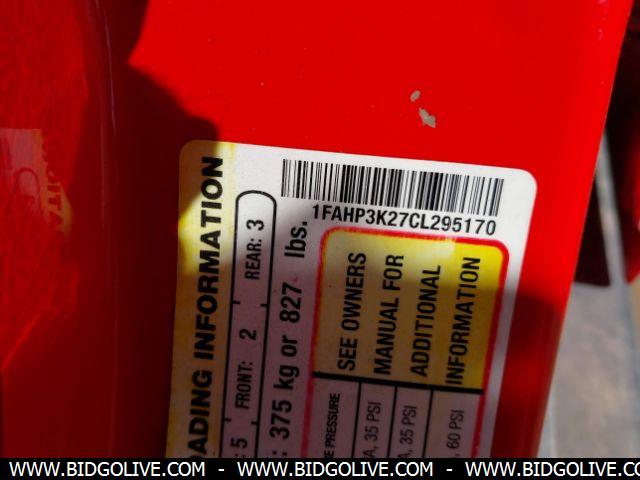 1FAHP3K27CL295170
OADING INFORMATION
: 5 FRONT: 2 REAR: 3
: 375 kg or 827 lbs.
SEE OWNERS
MANUAL FOR
ADDITIONAL
INFORMATION
E PRESSURE
A, 35 PSI
A, 35 PSI
, 60 PSI
WWW.BIDGOLIVE.COM - WWW.BIDGOLIVE.COM - WWW.BIDGOLIVE.COM